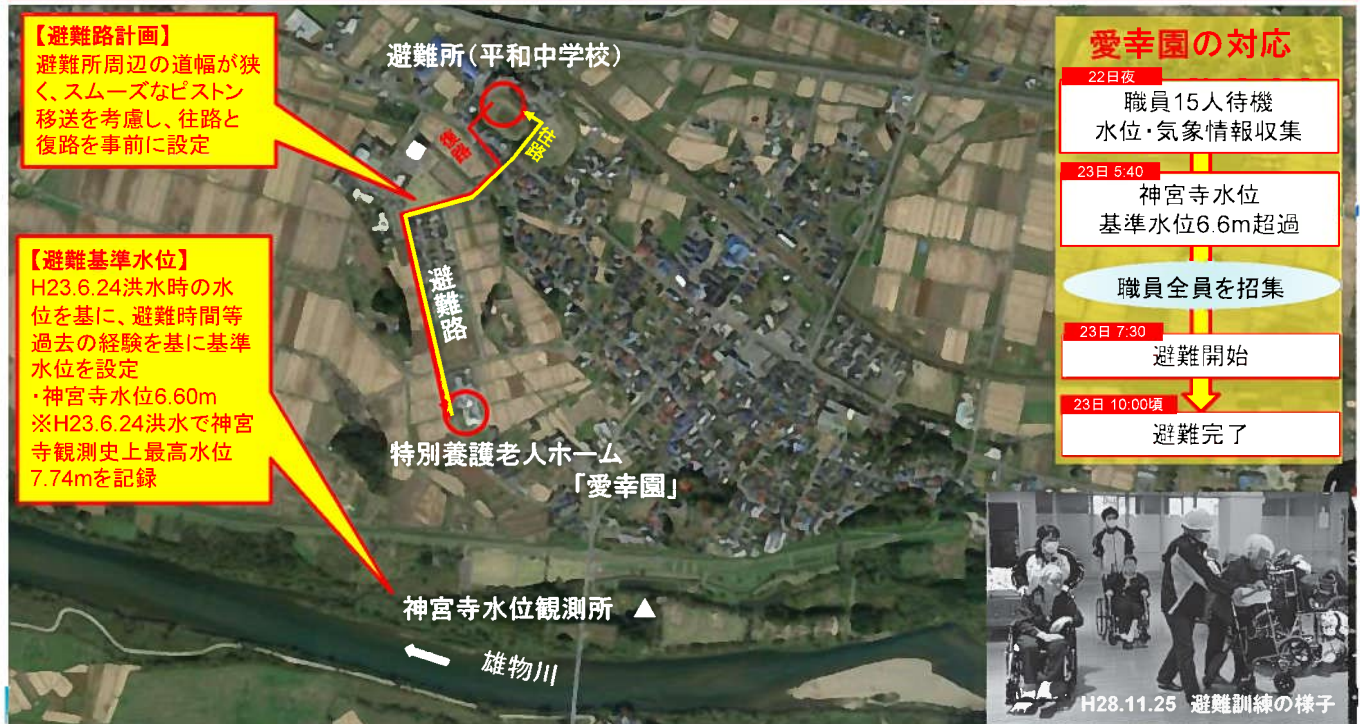 【避難路計画】
避難所周辺の道幅が狭
く、スムーズなピストン
移送を考慮し、往路と
復路を事前に設定
避難所(平和中学校)
復路
往路
避難路
【避難基準水位】
H23.6.24洪水時の水
位を基に、避難時間等
過去の経験を基に基準
水位を設定
・神宮寺水位6.60m
※H23.6.24洪水で神宮
寺観測史上最高水位
7.74mを記録
特別養護老人ホーム
「愛幸園」
神宮寺水位観測所 ▲
雄物川
愛幸園の対応
22日夜
職員15人待機
水位・気象情報収集
23日 5:40
神宮寺水位
基準水位6.6m超過
職員全員を招集
23日 7:30
避難開始
23日 10:00頃
避難完了
H28.11.25 避難訓練の様子